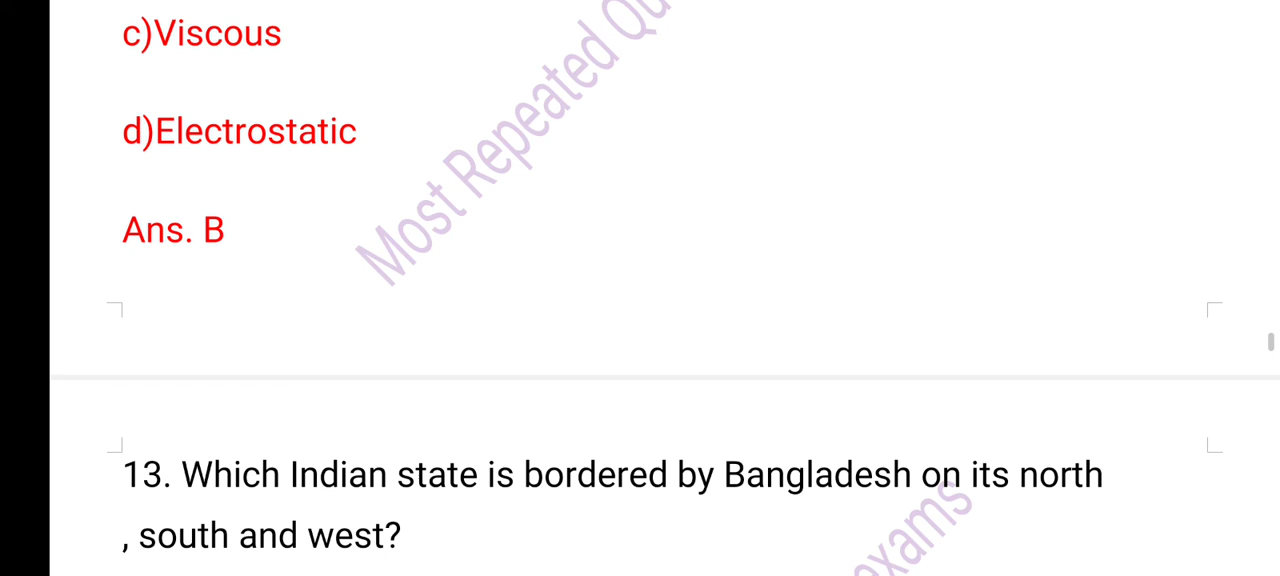 c)Viscous
d)Electrostatic
Ans. B
Most Repeated
13. Which Indian state is bordered by Bangladesh on its north
, south and west?
exams